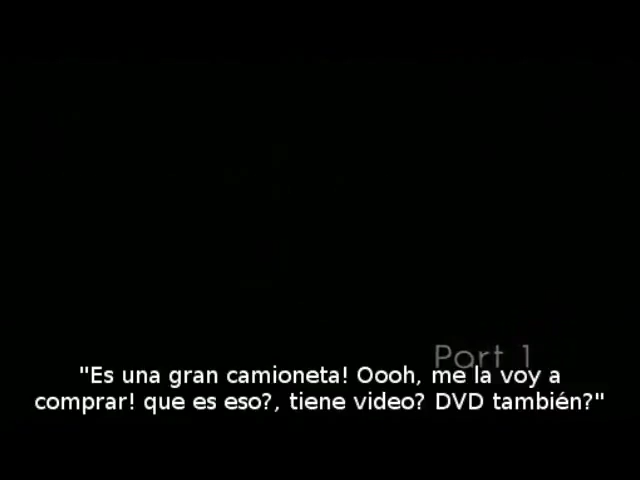 Part 1
"Es una gran camioneta! Oooh, me la voy a
comprar! que es eso?, tiene video? DVD también?"